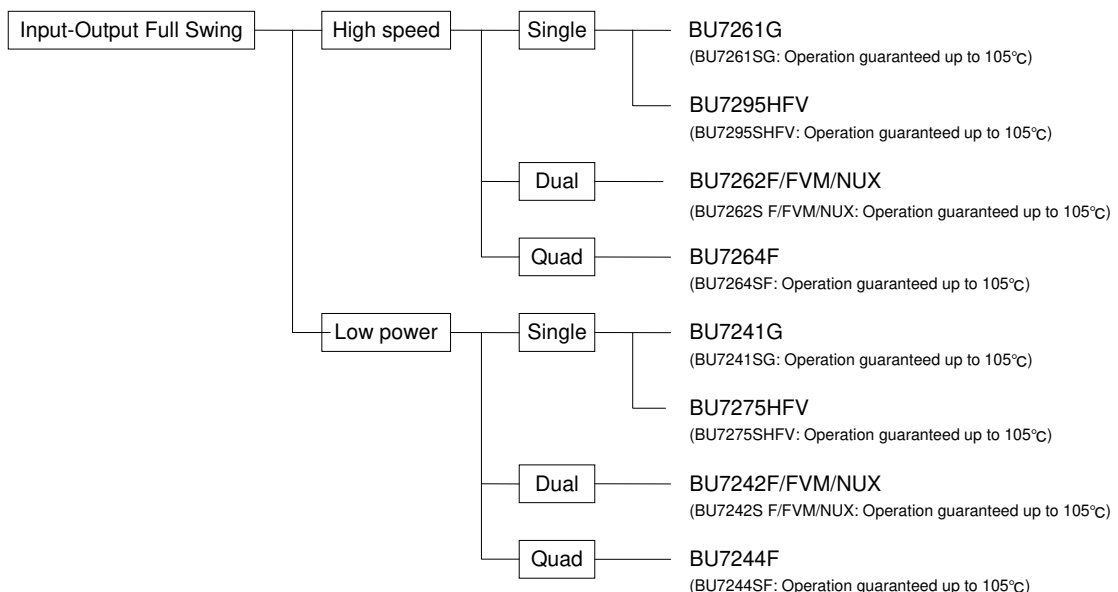 Input-Output Full Swing
High speed
Single
BU7261G
(BU7261SG: Operation guaranteed up to 105°C)
BU7295HFV
(BU7295SHFV: Operation guaranteed up to 105°C)
Dual
BU7262F/FVM/NUX
(BU7262S F/FVM/NUX: Operation guaranteed up to 105°C)
Quad
BU7264F
(BU7264SF: Operation guaranteed up to 105°C)
Low power
Single
BU7241G
(BU7241SG: Operation guaranteed up to 105°C)
BU7275HFV
(BU7275SHFV: Operation guaranteed up to 105°C)
Dual
BU7242F/FVM/NUX
(BU7242S F/FVM/NUX: Operation guaranteed up to 105°C)
Quad
BU7244F
(BU7244SF: Operation guaranteed up to 105°C)